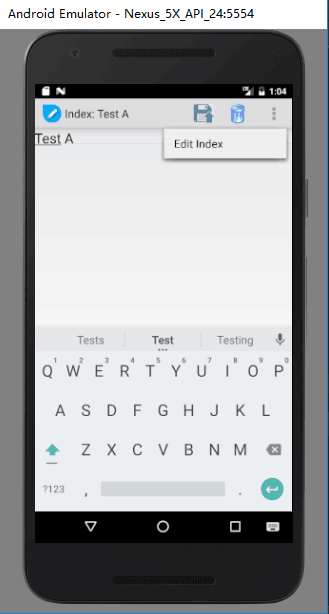 Android Emulator - Nexus_5X_API_24:5554
1:04
Index: Test A
Edit Index
Test A
Tests Test Testing
1 2 3 4 5 6 7 8 9 0
Q W E R T Y U I O P
A S D F G H J K L
Z X C V B N M
?123 , .